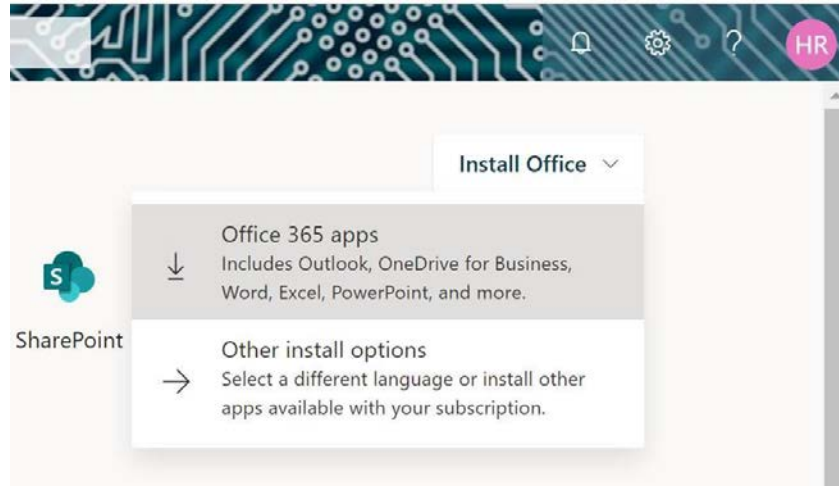 ?
HR
Install Office
Office 365 apps
Includes Outlook, OneDrive for Business,
Word, Excel, PowerPoint, and more.
S
SharePoint
Other install options
Select a different language or install other
apps available with your subscription.